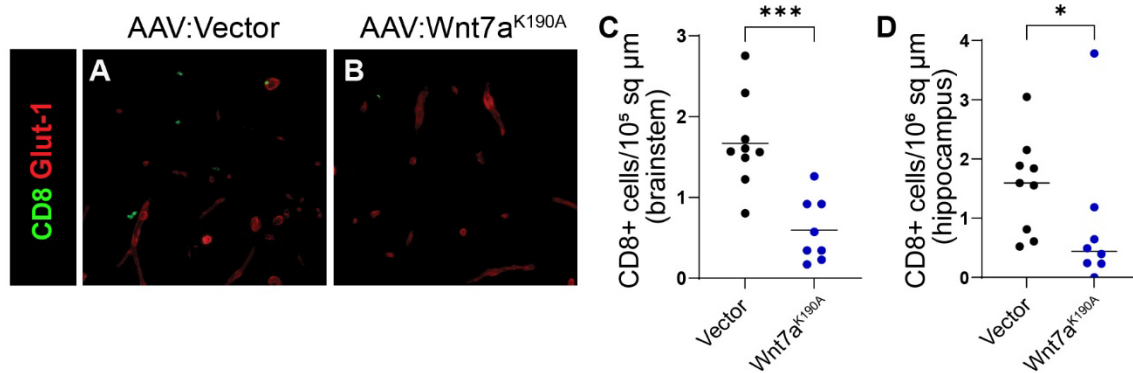 AAV:Vector
AAV:Wnt7aᴷ¹⁹⁰ᴬ
CD8 Glut-1
A
B
C
***
CD8+ cells/10⁵ sq µm
(brainstem)
3
2
1
0
Vector
Wnt7aᴷ¹⁹⁰ᴬ
D
*
CD8+ cells/10⁶ sq µm
(hippocampus)
4
3
2
1
0
Vector
Wnt7aᴷ¹⁹⁰ᴬ